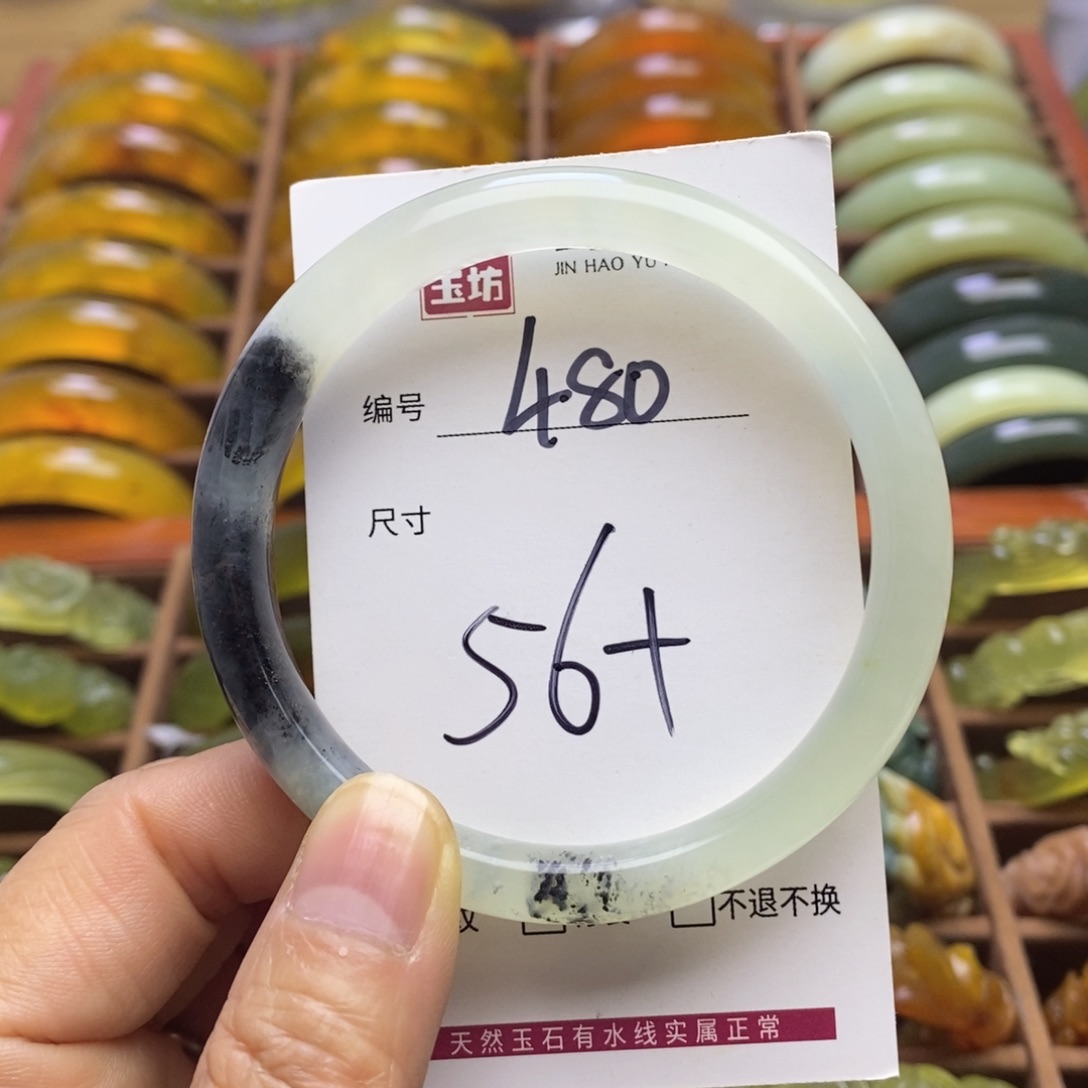 玉坊
JIN HAO YU
编号 480
尺寸
56+
不退不换
天然玉石有水线实属正常